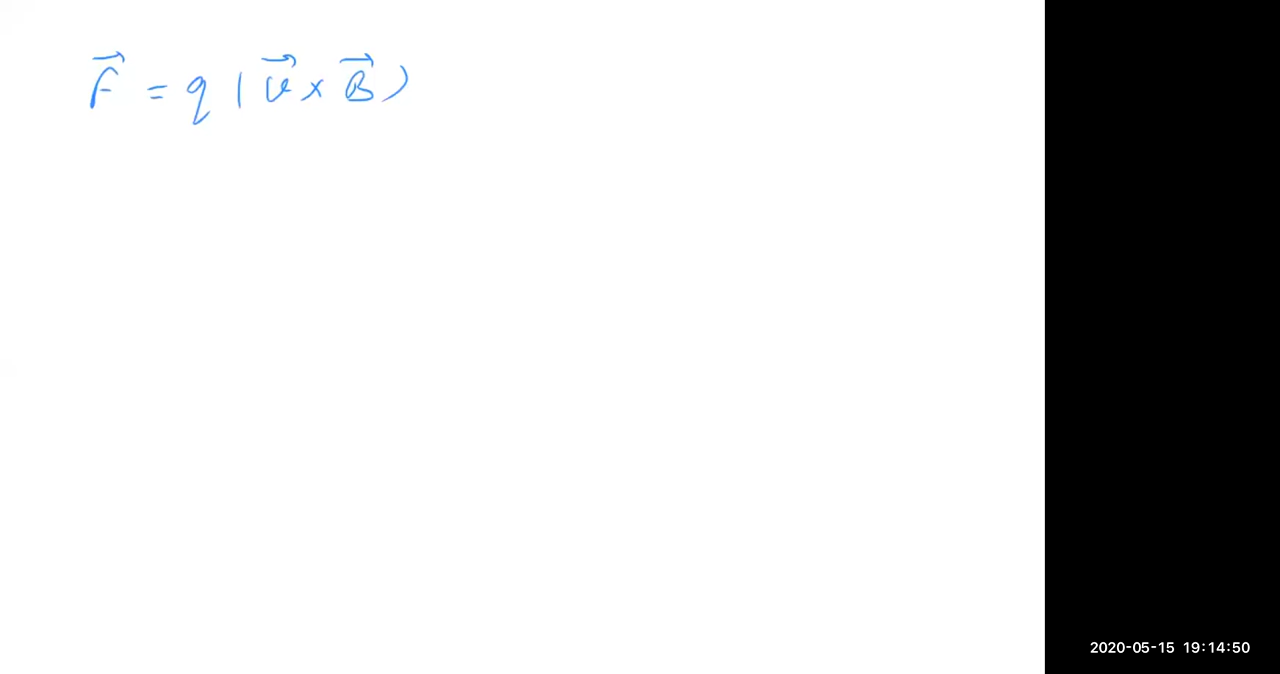 F⃗ = q (v⃗ × B⃗)
2020-05-15 19:14:50